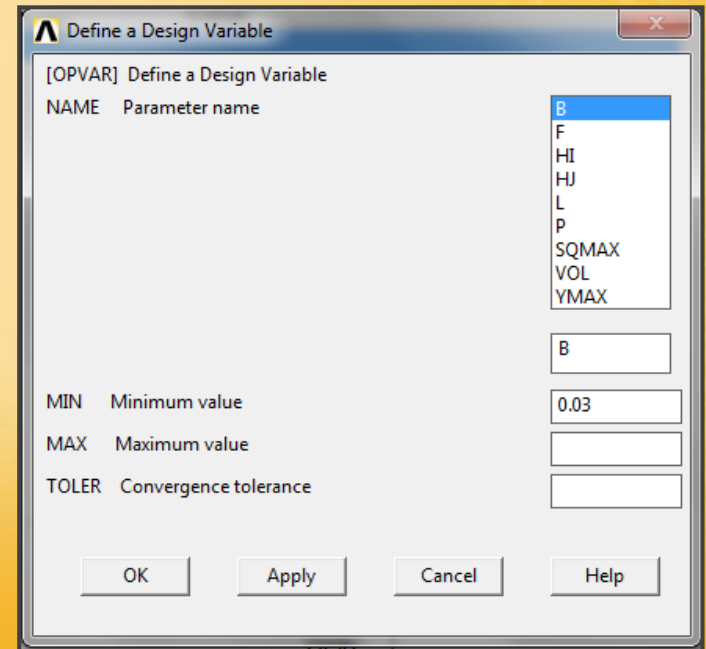 Define a Design Variable
[OPVAR] Define a Design Variable
NAME Parameter name
B
F
HI
HJ
L
P
SQMAX
VOL
YMAX
B
MIN Minimum value 0.03
MAX Maximum value
TOLER Convergence tolerance
OK Apply Cancel Help